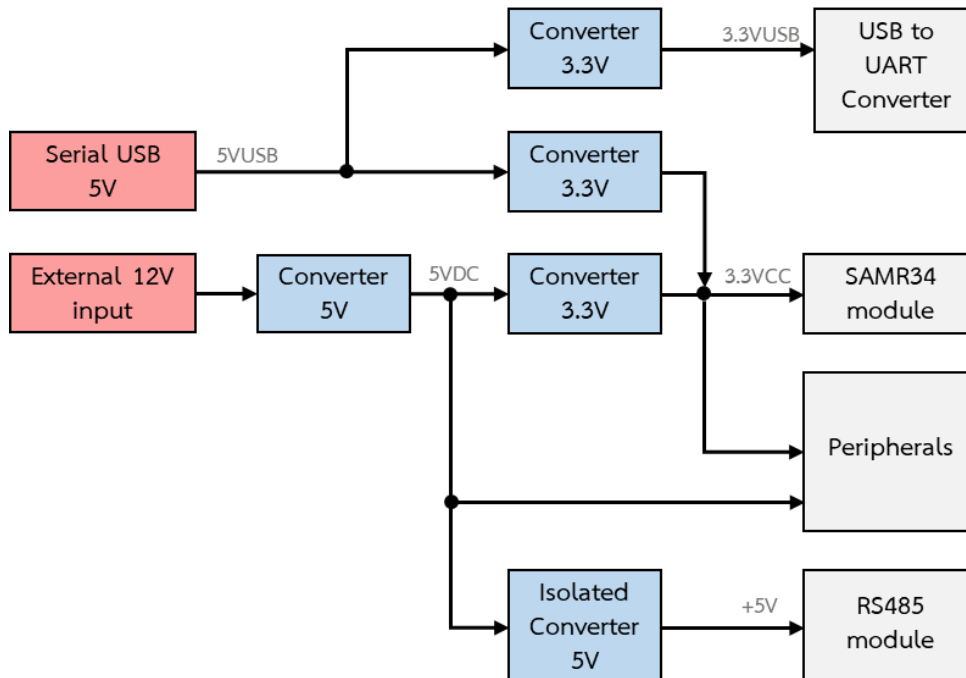 Converter
3.3V
3.3VUSB
USB to
UART
Converter
Serial USB
5V
5VUSB
Converter
3.3V
External 12V
input
Converter
5V
5VDC
Converter
3.3V
3.3VCC
SAMR34
module
Peripherals
Isolated
Converter
5V
+5V
RS485
module